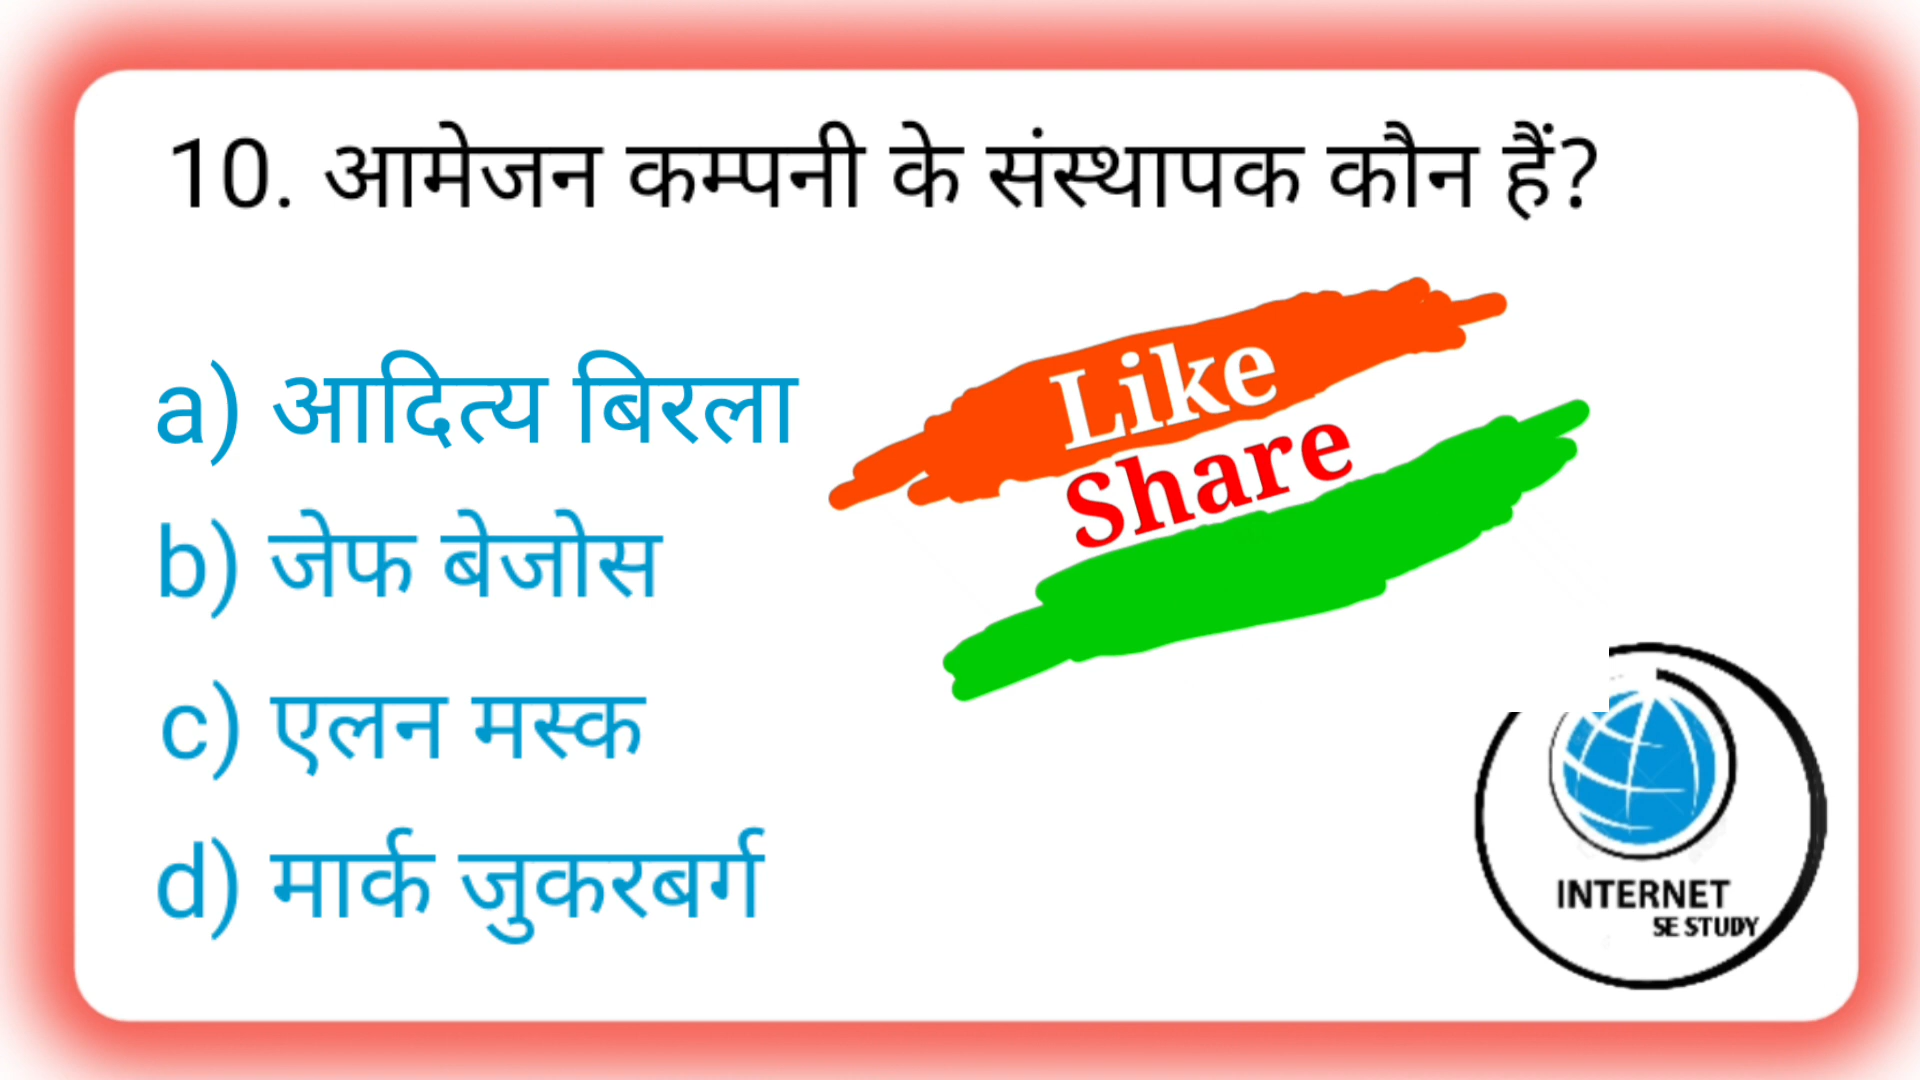 10. आमेजन कम्पनी के संस्थापक कौन हैं?
a) आदित्य बिरला
b) जेफ बेजोस
c) एलन मस्क
d) मार्क जुकरबर्ग
Like
Share
INTERNET
SE STUDY